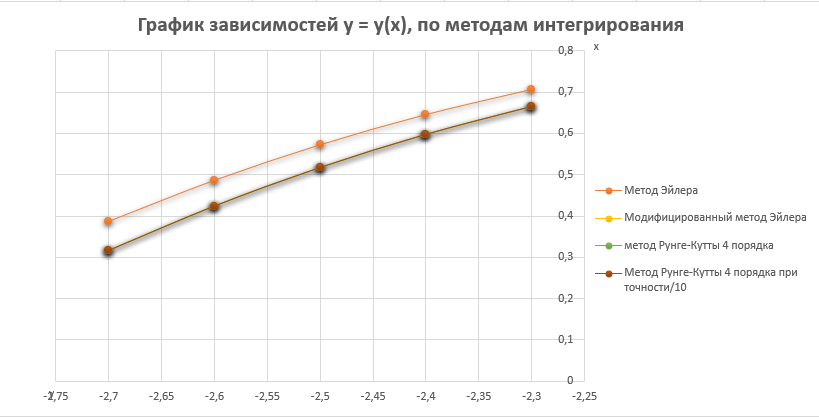 График зависимостей y = y(x), по методам интегрирования
x
0,8
0,7
0,6
0,5
0,4
0,3
0,2
0,1
0
-2,7
-2,65
-2,6
-2,55
-2,5
-2,45
-2,4
-2,35
-2,3
-2,25
Метод Эйлера
Модифицированный метод Эйлера
метод Рунге-Кутты 4 порядка
Метод Рунге-Кутты 4 порядка при
точности/10